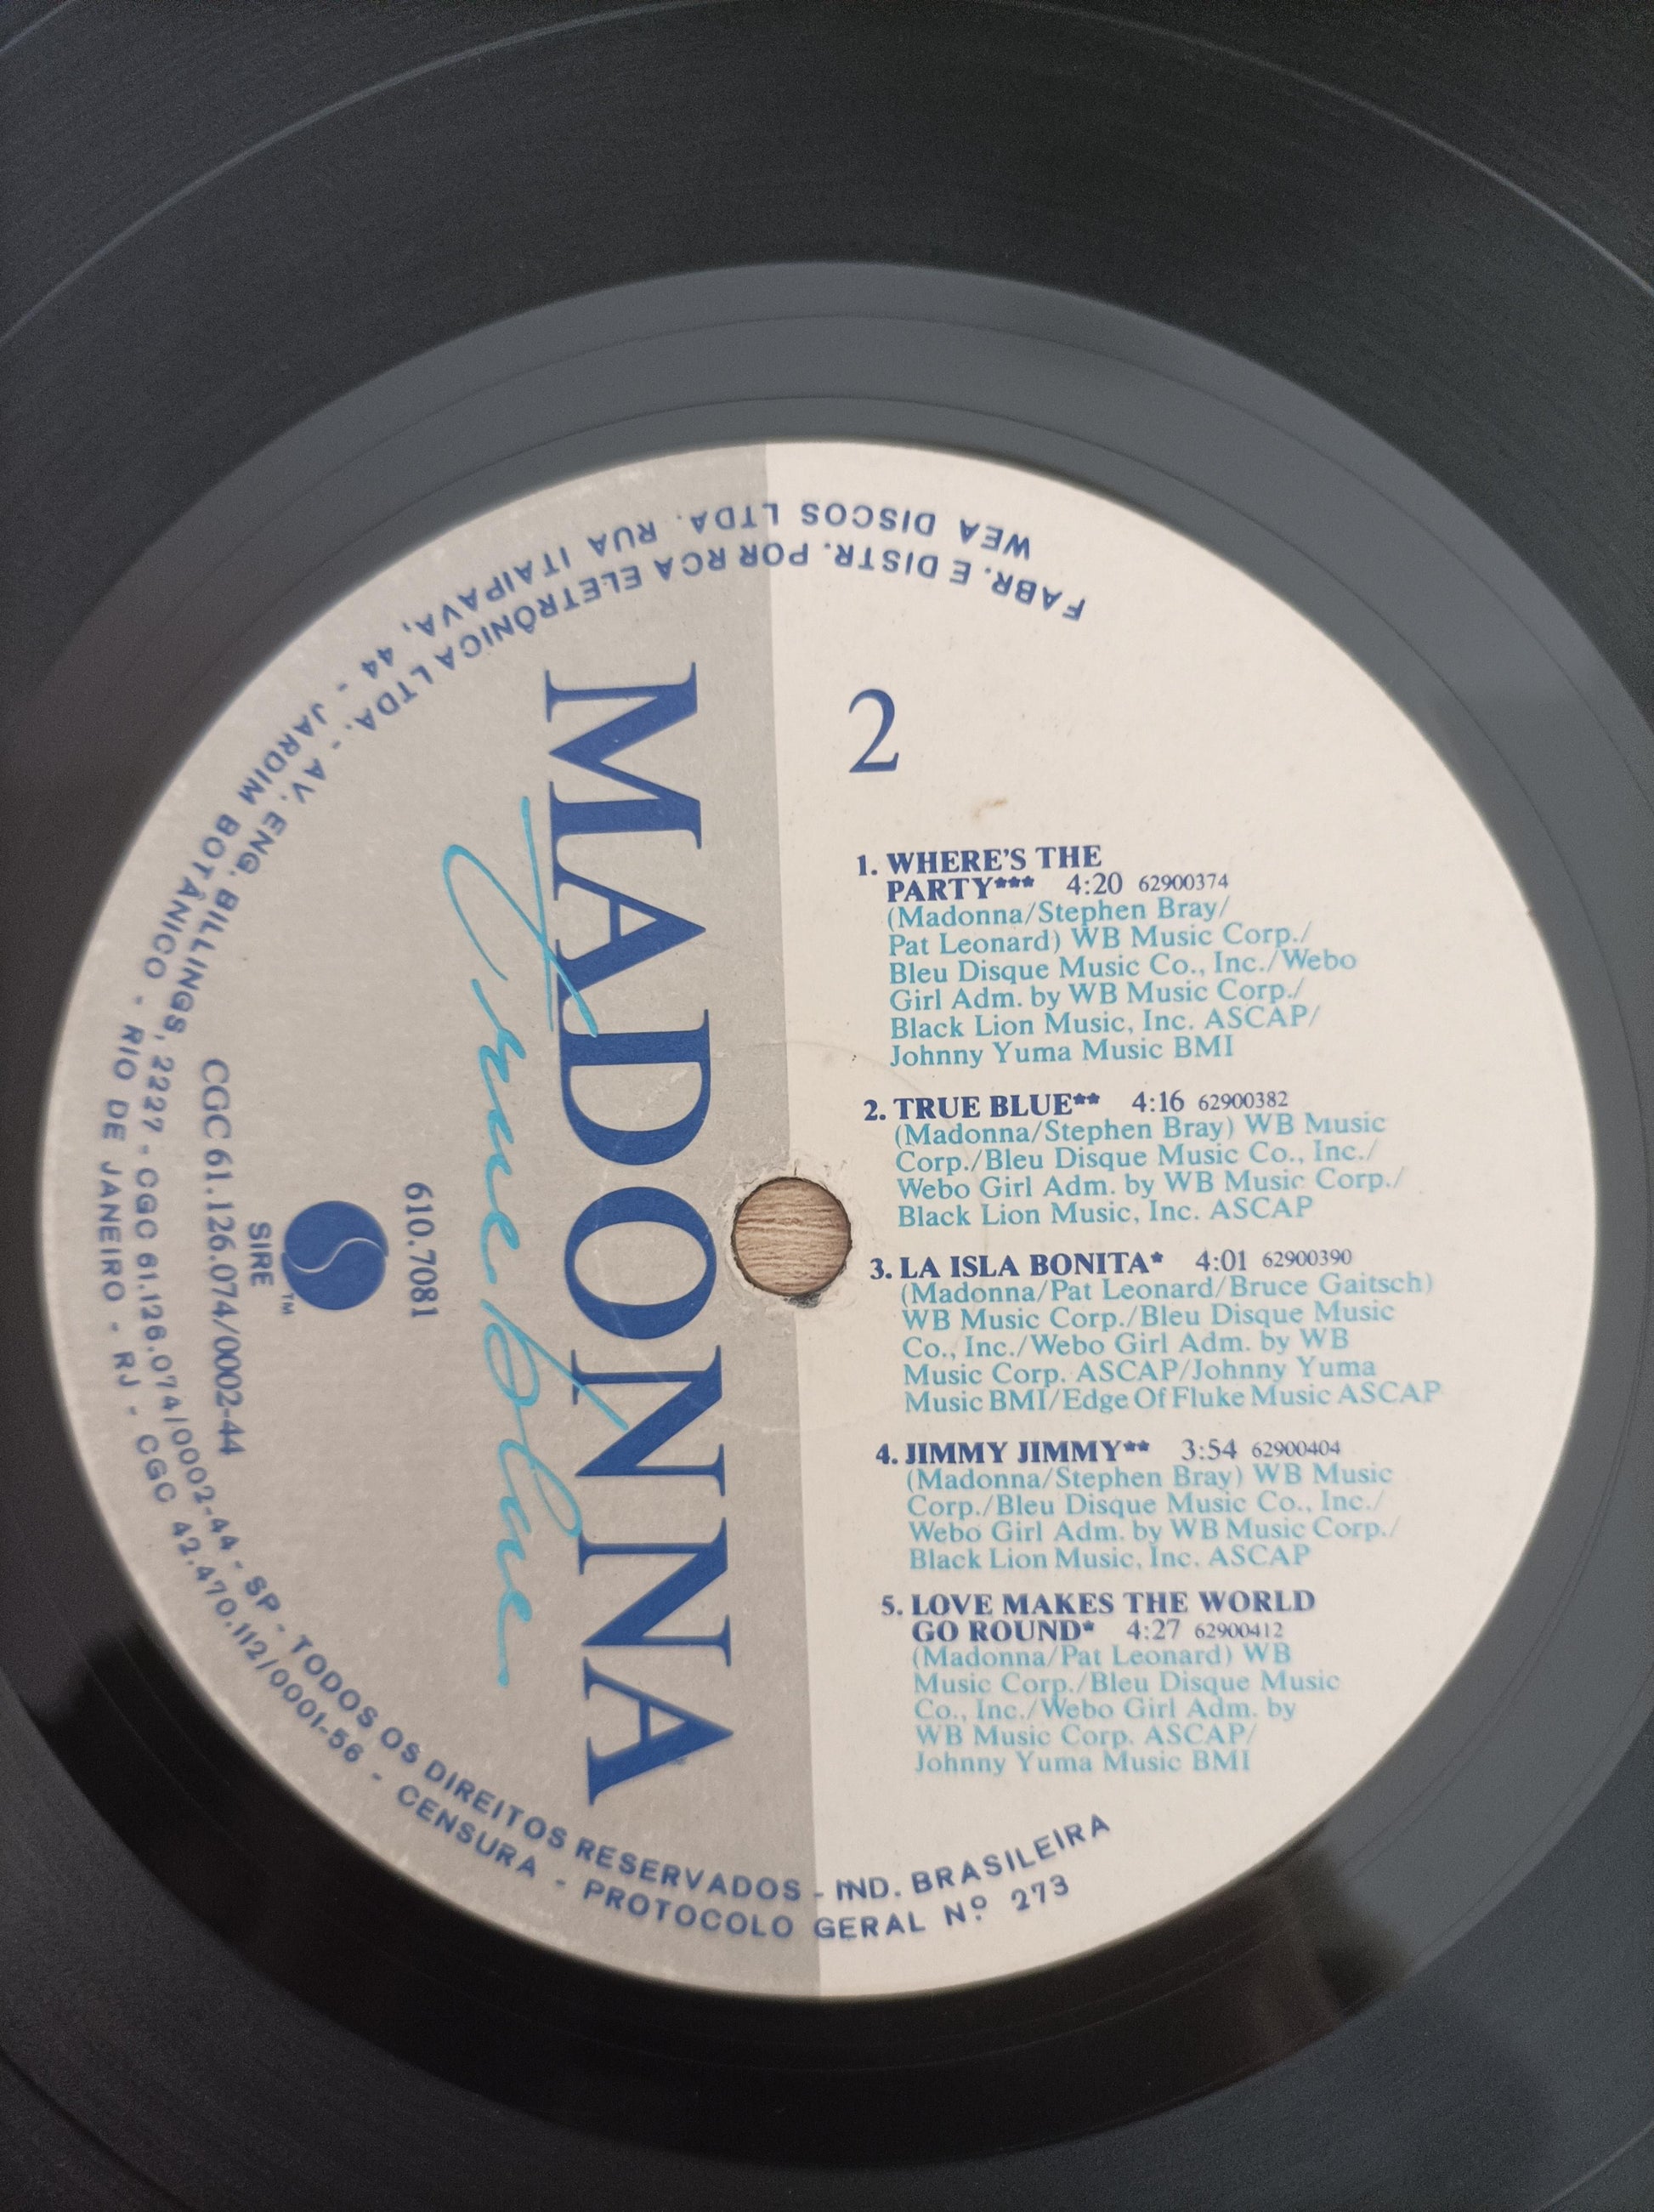 WEA DISCOS LTDA. RUA ITAIPAVA, 44 - JARDIM BOTÂNICO - RIO DE JANEIRO - RJ - CGC 42.470.112/0001-56 - CENSURA - PROTOCOLO GERAL Nº 273
FABR. E DISTR. POR RCA ELETRÔNICA LTDA. - AV. ENG. BILLINGS, 2227 - CGC 61.126.074/0002-44 - SP - TODOS OS DIREITOS RESERVADOS - IND. BRASILEIRA
MADONNA
True Blue
610.7081
SIRE™
CGC 61.126.074/0002-44
2
1. WHERE'S THE
PARTY*** 4:20 62900374
(Madonna/Stephen Bray/
Pat Leonard) WB Music Corp./
Bleu Disque Music Co., Inc./Webo
Girl Adm. by WB Music Corp./
Black Lion Music, Inc. ASCAP/
Johnny Yuma Music BMI
2. TRUE BLUE** 4:16 62900382
(Madonna/Stephen Bray) WB Music
Corp./Bleu Disque Music Co., Inc./
Webo Girl Adm. by WB Music Corp./
Black Lion Music, Inc. ASCAP
3. LA ISLA BONITA* 4:01 62900390
(Madonna/Pat Leonard/Bruce Gaitsch)
WB Music Corp./Bleu Disque Music
Co., Inc./Webo Girl Adm. by WB
Music Corp. ASCAP/Johnny Yuma
Music BMI/Edge Of Fluke Music ASCAP
4. JIMMY JIMMY** 3:54 62900404
(Madonna/Stephen Bray) WB Music
Corp./Bleu Disque Music Co., Inc./
Webo Girl Adm. by WB Music Corp./
Black Lion Music, Inc. ASCAP
5. LOVE MAKES THE WORLD
GO ROUND* 4:27 62900412
(Madonna/Pat Leonard) WB
Music Corp./Bleu Disque Music
Co., Inc./Webo Girl Adm. by
WB Music Corp. ASCAP/
Johnny Yuma Music BMI